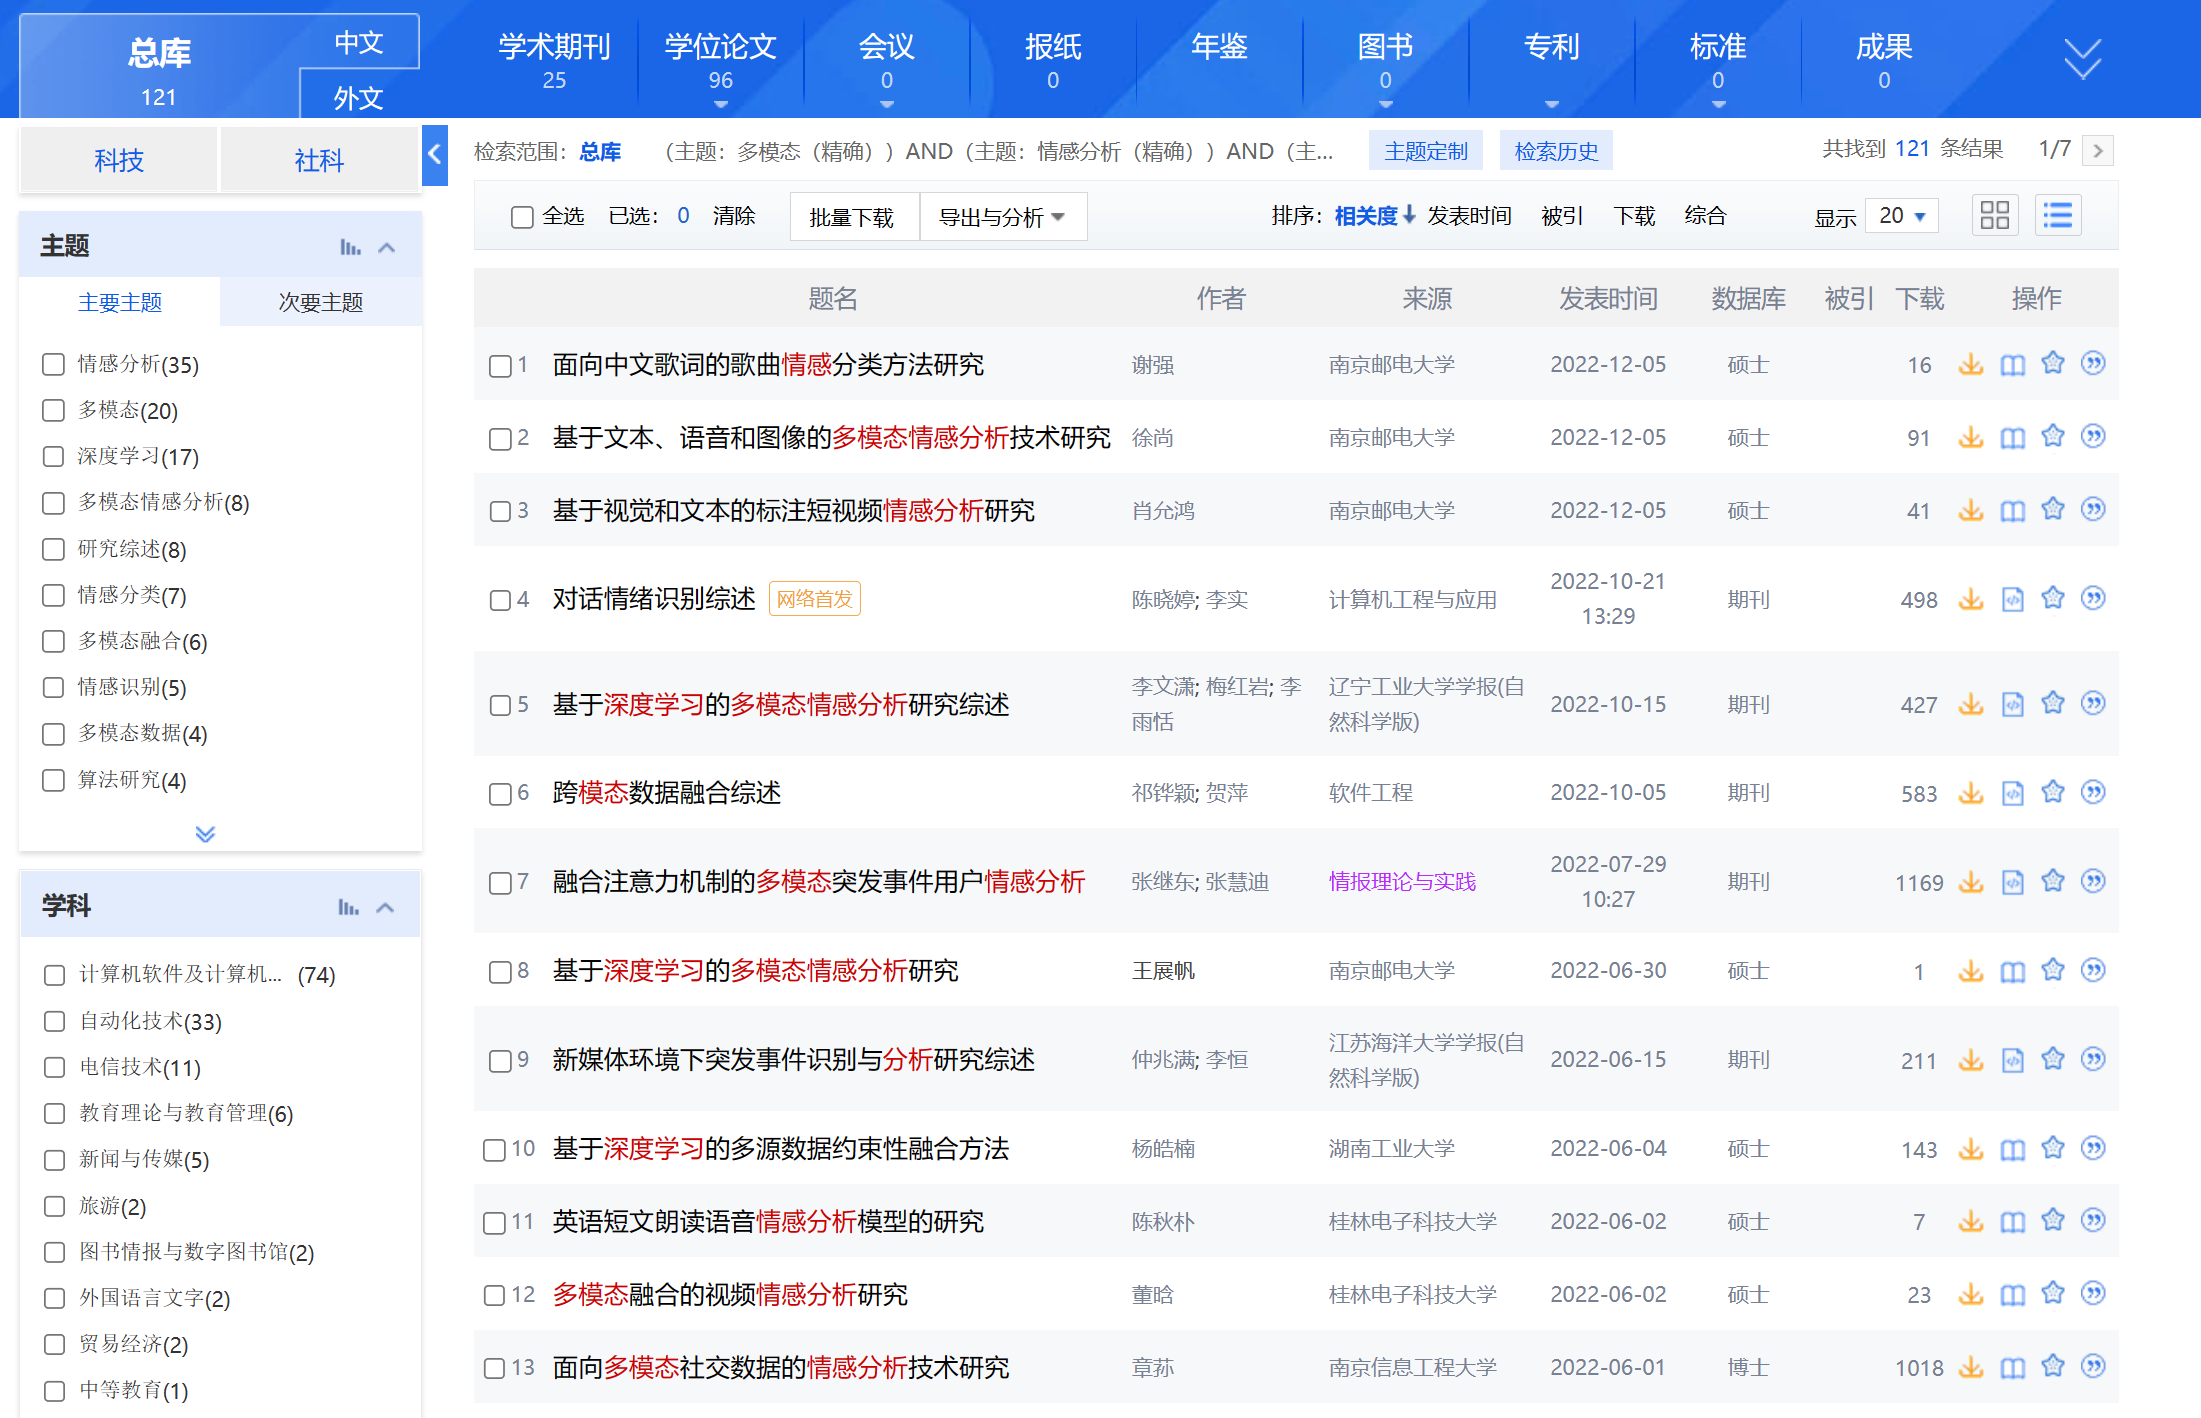 总库
121
中文
外文
学术期刊
25
学位论文
96
会议
0
报纸
0
年鉴
图书
0
专利
标准
0
成果
0
科技
社科
检索范围：总库 （主题：多模态（精确））AND（主题：情感分析（精确））AND（主...
主题定制
检索历史
共找到 121 条结果 1/7
全选 已选：0 清除
批量下载
导出与分析
排序：相关度 发表时间 被引 下载 综合
显示 20
主题
主要主题
次要主题
情感分析(35)
多模态(20)
深度学习(17)
多模态情感分析(8)
研究综述(8)
情感分类(7)
多模态融合(6)
情感识别(5)
多模态数据(4)
算法研究(4)
学科
计算机软件及计算机... (74)
自动化技术(33)
电信技术(11)
教育理论与教育管理(6)
新闻与传媒(5)
旅游(2)
图书情报与数字图书馆(2)
外国语言文字(2)
贸易经济(2)
中等教育(1)
题名 作者 来源 发表时间 数据库 被引 下载 操作
1 面向中文歌词的歌曲情感分类方法研究 谢强 南京邮电大学 2022-12-05 硕士 16
2 基于文本、语音和图像的多模态情感分析技术研究 徐尚 南京邮电大学 2022-12-05 硕士 91
3 基于视觉和文本的标注短视频情感分析研究 肖允鸿 南京邮电大学 2022-12-05 硕士 41
4 对话情绪识别综述 网络首发 陈晓婷; 李实 计算机工程与应用 2022-10-21 期刊 498
13:29
5 基于深度学习的多模态情感分析研究综述 李文潇; 梅红岩; 李 辽宁工业大学学报(自 2022-10-15 期刊 427
雨恬 然科学版)
6 跨模态数据融合综述 祁铧颖; 贺萍 软件工程 2022-10-05 期刊 583
7 融合注意力机制的多模态突发事件用户情感分析 张继东; 张慧迪 情报理论与实践 2022-07-29 期刊 1169
10:27
8 基于深度学习的多模态情感分析研究 王展帆 南京邮电大学 2022-06-30 硕士 1
9 新媒体环境下突发事件识别与分析研究综述 仲兆满; 李恒 江苏海洋大学学报(自 2022-06-15 期刊 211
然科学版)
10 基于深度学习的多源数据约束性融合方法 杨皓楠 湖南工业大学 2022-06-04 硕士 143
11 英语短文朗读语音情感分析模型的研究 陈秋朴 桂林电子科技大学 2022-06-02 硕士 7
12 多模态融合的视频情感分析研究 董晗 桂林电子科技大学 2022-06-02 硕士 23
13 面向多模态社交数据的情感分析技术研究 章荪 南京信息工程大学 2022-06-01 博士 1018